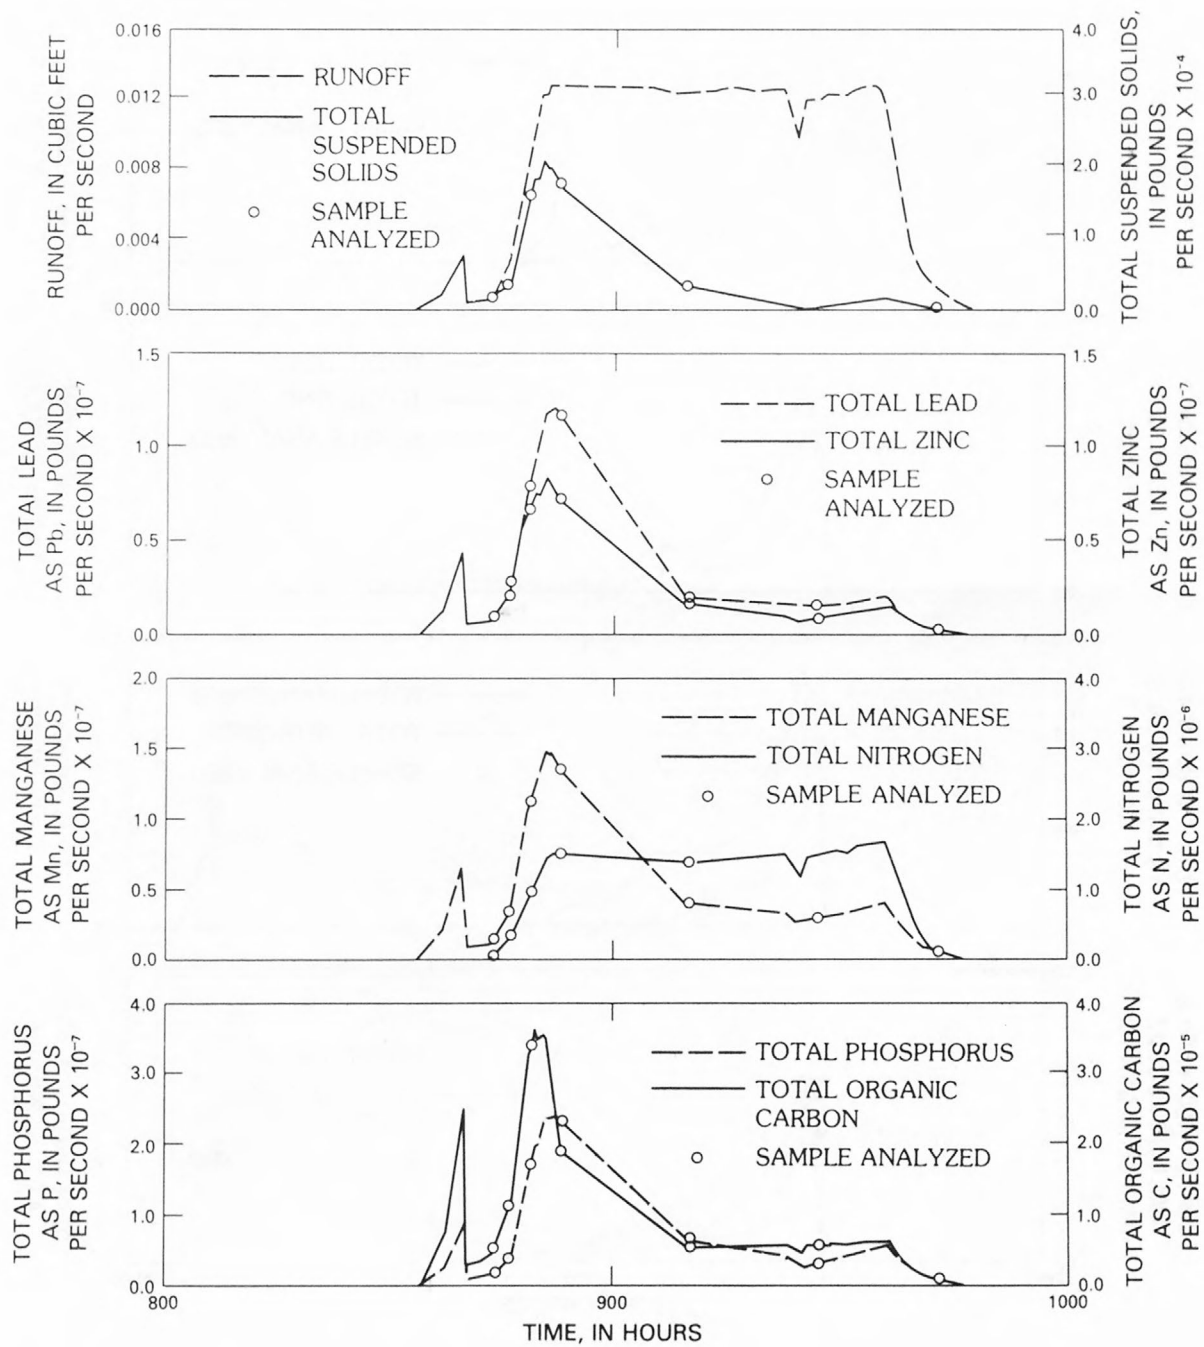 0.016
0.012
0.008
0.004
0.000
RUNOFF, IN CUBIC FEET
PER SECOND
RUNOFF
TOTAL
SUSPENDED
SOLIDS
SAMPLE
ANALYZED
4.0
3.0
2.0
1.0
0.0
TOTAL SUSPENDED SOLIDS,
IN POUNDS
PER SECOND X 10⁻⁴
1.5
1.0
0.5
0.0
TOTAl LEAD
AS Pb, IN POUNDS
PER SECOND X 10⁻⁷
TOTAL LEAD
TOTAL ZINC
SAMPLE
ANALYZED
1.5
1.0
0.5
0.0
TOTAL ZINC
AS Zn, IN POUNDS
PER SECOND X 10⁻⁷
2.0
1.5
1.0
0.5
0.0
TOTAL MANGANESE
AS Mn, IN POUNDS
PER SECOND X 10⁻⁷
TOTAL MANGANESE
TOTAL NITROGEN
SAMPLE ANALYZED
4.0
3.0
2.0
1.0
0.0
TOTAL NITROGEN
AS N, IN POUNDS
PER SECOND X 10⁻⁶
4.0
3.0
2.0
1.0
0.0
TOTAL PHOSPHORUS
AS P, IN POUNDS
PER SECOND X 10⁻⁷
TOTAL PHOSPHORUS
TOTAL ORGANIC
CARBON
SAMPLE ANALYZED
4.0
3.0
2.0
1.0
0.0
TOTAL ORGANIC CARBON
AS C, IN POUNDS
PER SECOND X 10⁻⁵
800
900
1000
TIME, IN HOURS